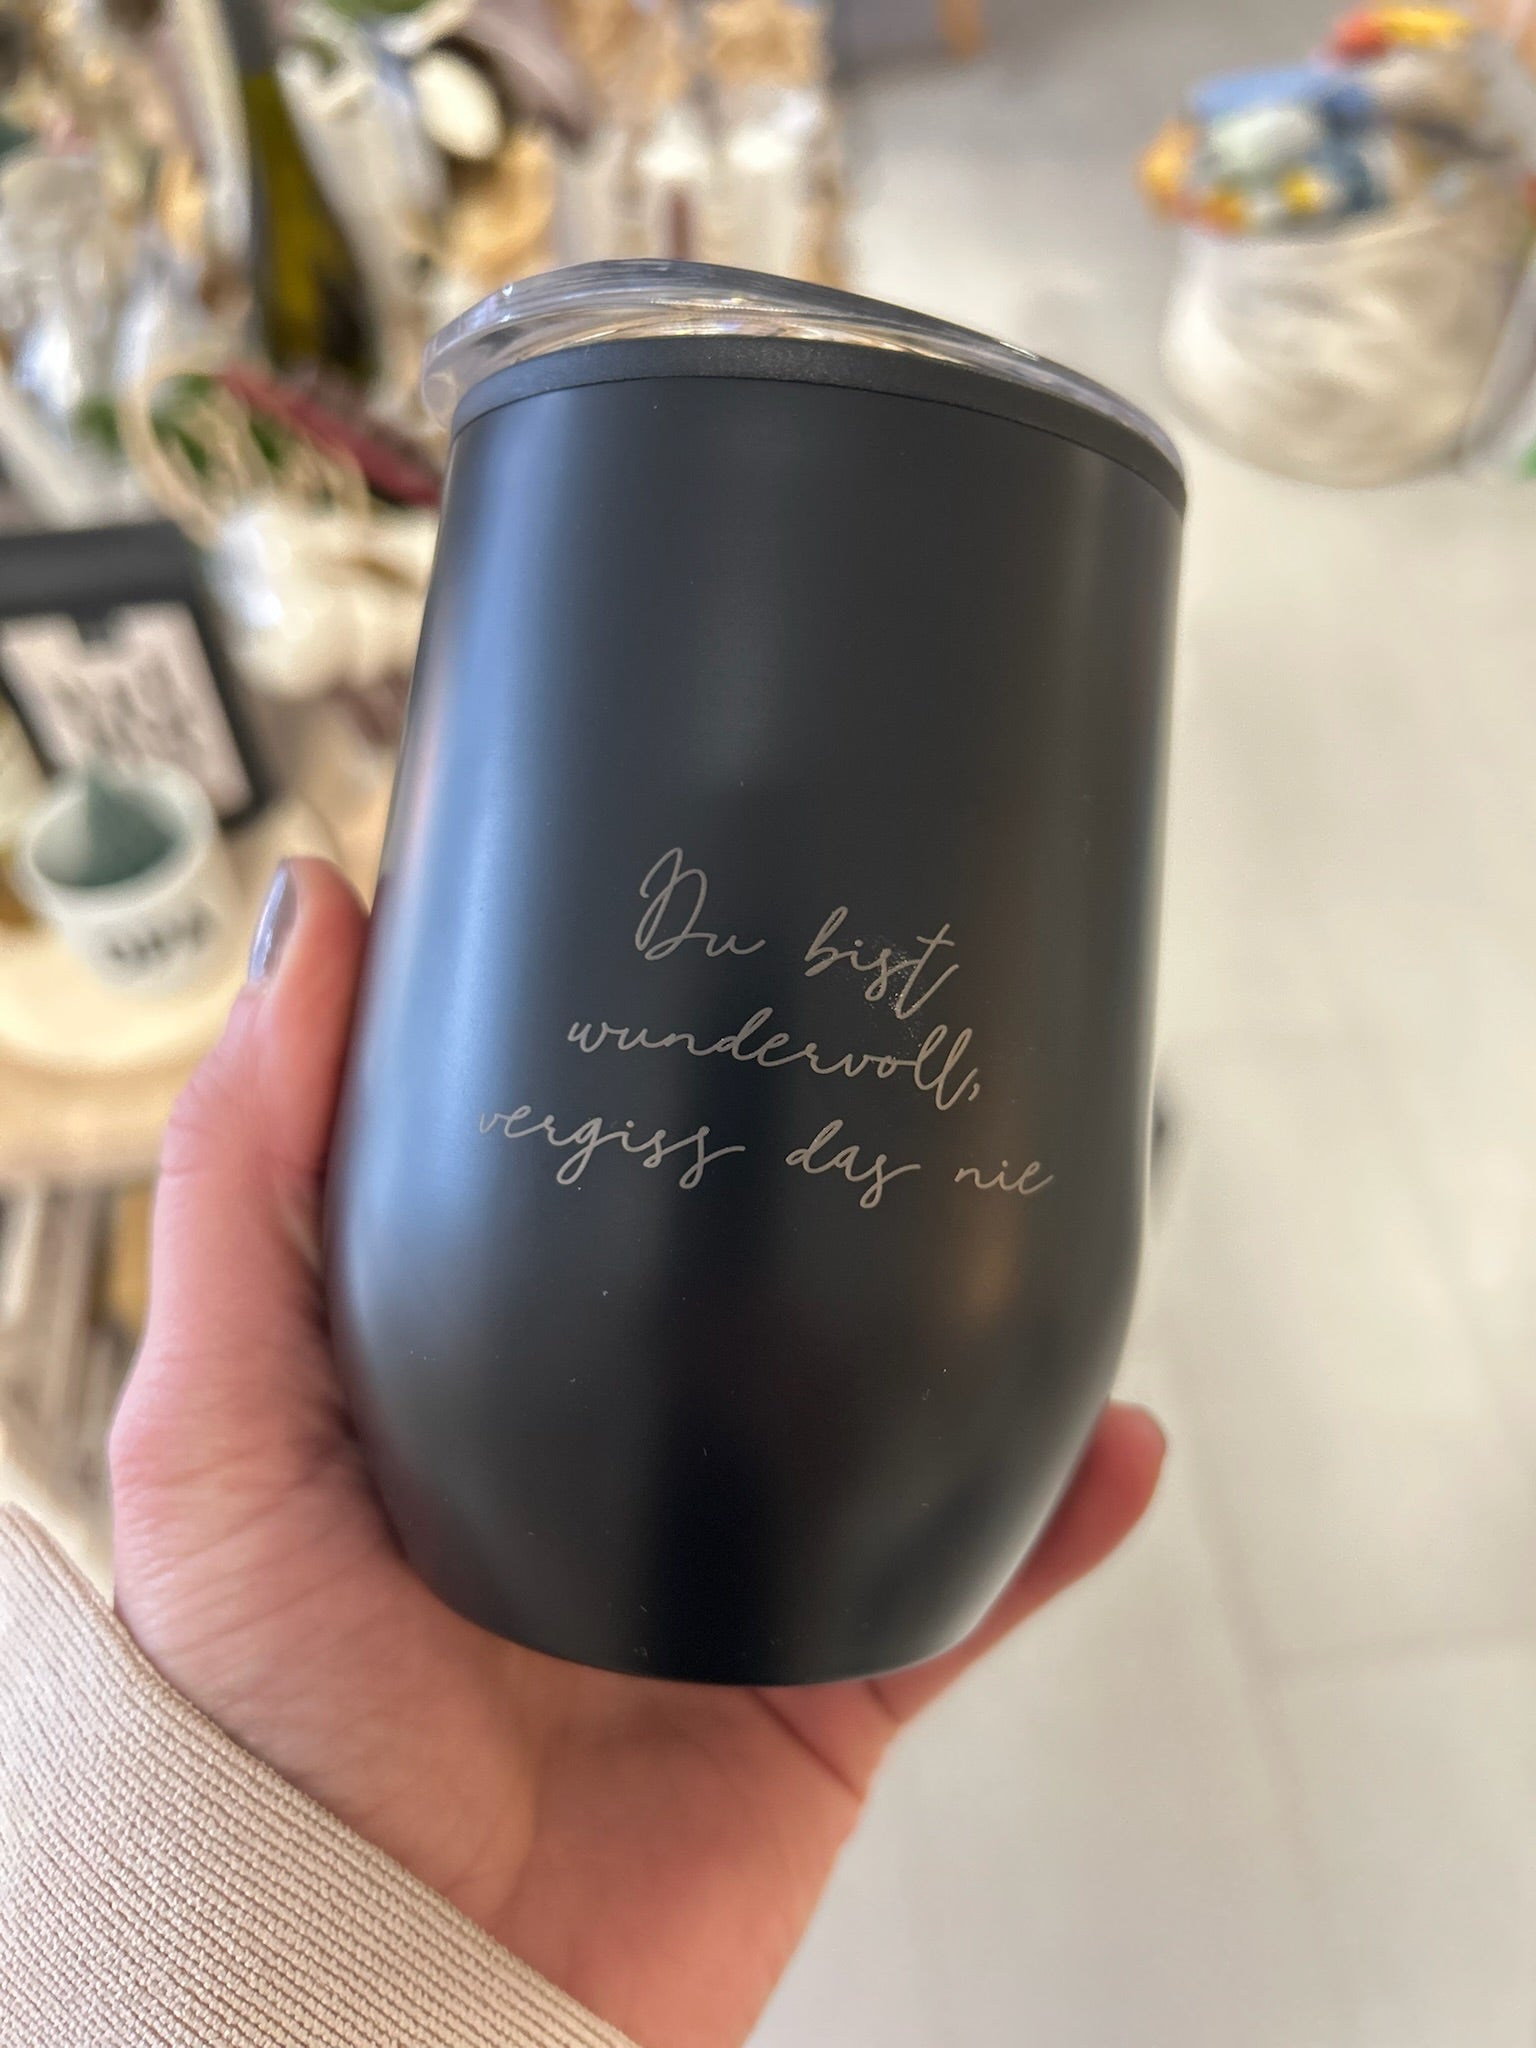 Du bist
wundervoll,
vergiss das nie